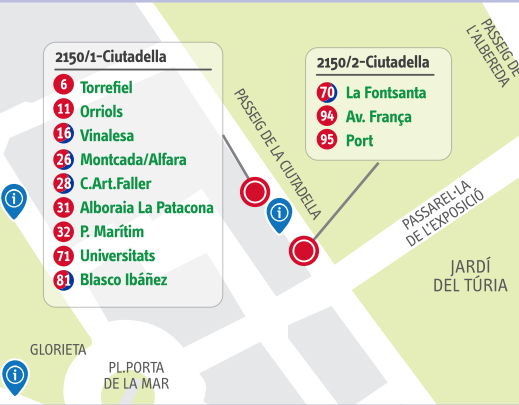 2150/1-Ciutadella
6 Torrefiel
11 Orriols
16 Vinalesa
26 Montcada/Alfara
28 C.Art.Faller
31 Alboraia La Patacona
32 P. Marítim
71 Universitats
81 Blasco Ibáñez
2150/2-Ciutadella
70 La Fontsanta
94 Av. França
95 Port
PASSEIG DE
L'ALBEREDA
PASSEIG DE LA CIUTADELLA
PASSAREL·LA
DE L'EXPOSICIÓ
JARDÍ
DEL TÚRIA
GLORIETA
PL.PORTA
DE LA MAR
i
i
i